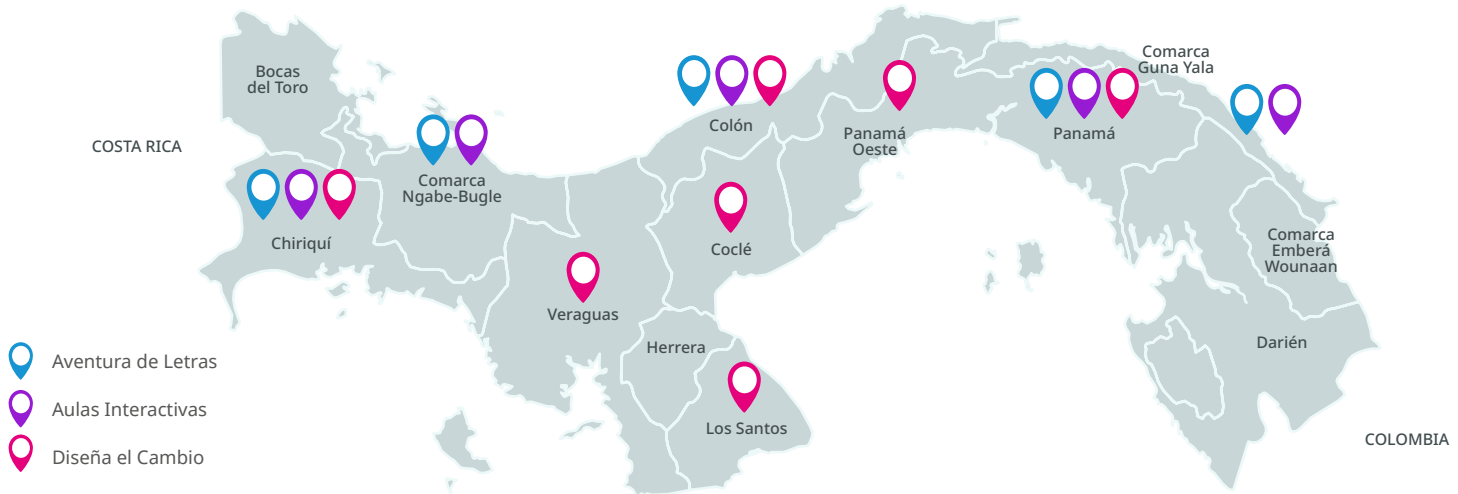 Comarca
Guna Yala
Bocas
del Toro
Colón
Panamá
Oeste
Panamá
COSTA RICA
Comarca
Ngabe-Bugle
Chiriquí
Coclé
Comarca
Emberá
Wounaan
Veraguas
Herrera
Darién
Los Santos
COLOMBIA
Aventura de Letras
Aulas Interactivas
Diseña el Cambio